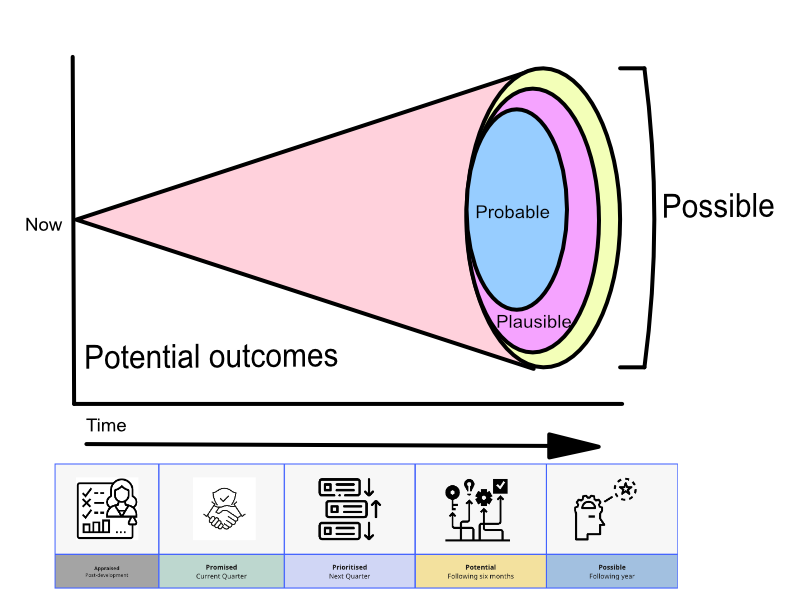 Now
Probable
Plausible
Possible
Potential outcomes
Time
Appraised
Post-development
Promised
Current Quarter
Prioritised
Next Quarter
Potential
Following six months
Possible
Following year